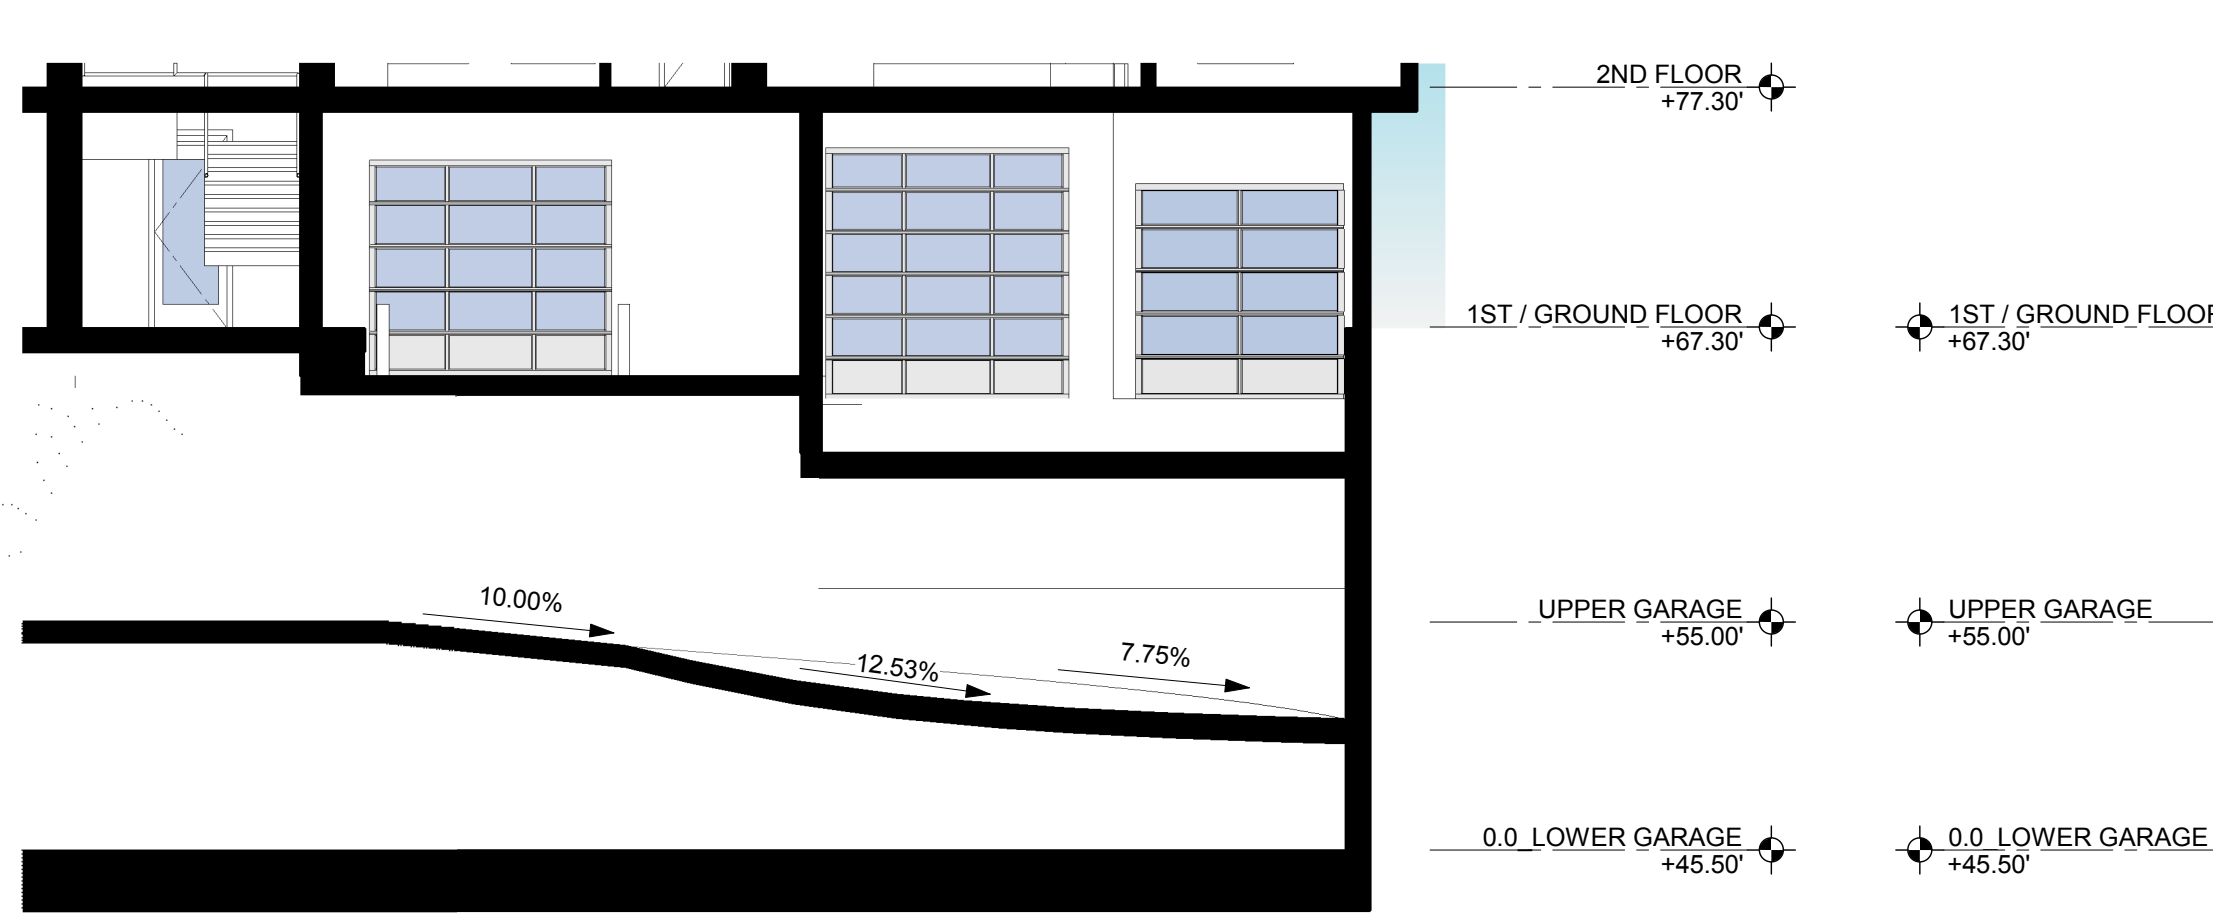 2ND FLOOR
+77.30'
1ST / GROUND FLOOR
+67.30'
1ST / GROUND FLOOR
+67.30'
10.00%
12.53%
7.75%
UPPER GARAGE
+55.00'
UPPER GARAGE
+55.00'
0.0_LOWER GARAGE
+45.50'
0.0_LOWER GARAGE
+45.50'